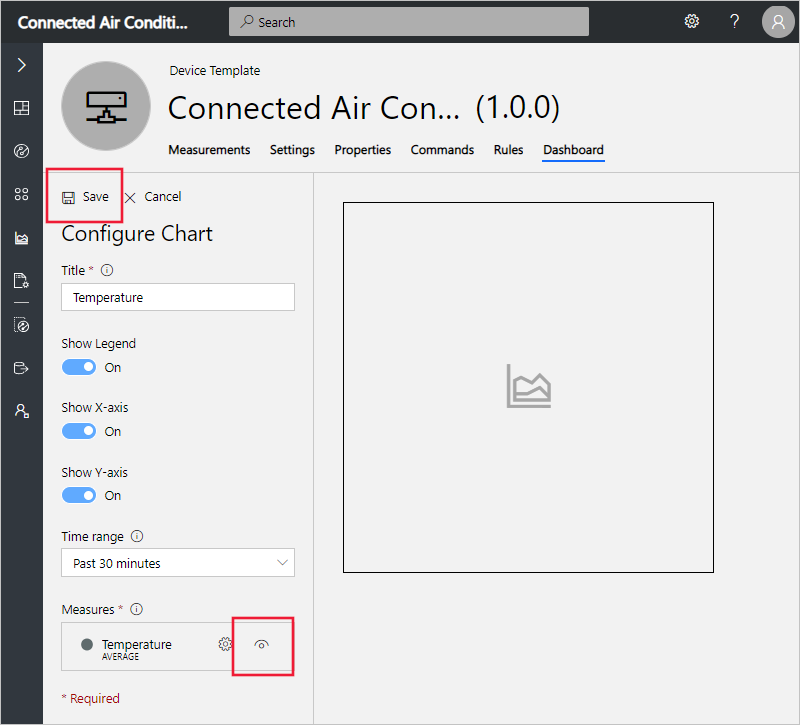 Connected Air Conditi...
Search
?
Device Template
Connected Air Con... (1.0.0)
Measurements Settings Properties Commands Rules Dashboard
Save Cancel
Configure Chart
Title *
Temperature
Show Legend
On
Show X-axis
On
Show Y-axis
On
Time range
Past 30 minutes
Measures *
Temperature
AVERAGE
* Required